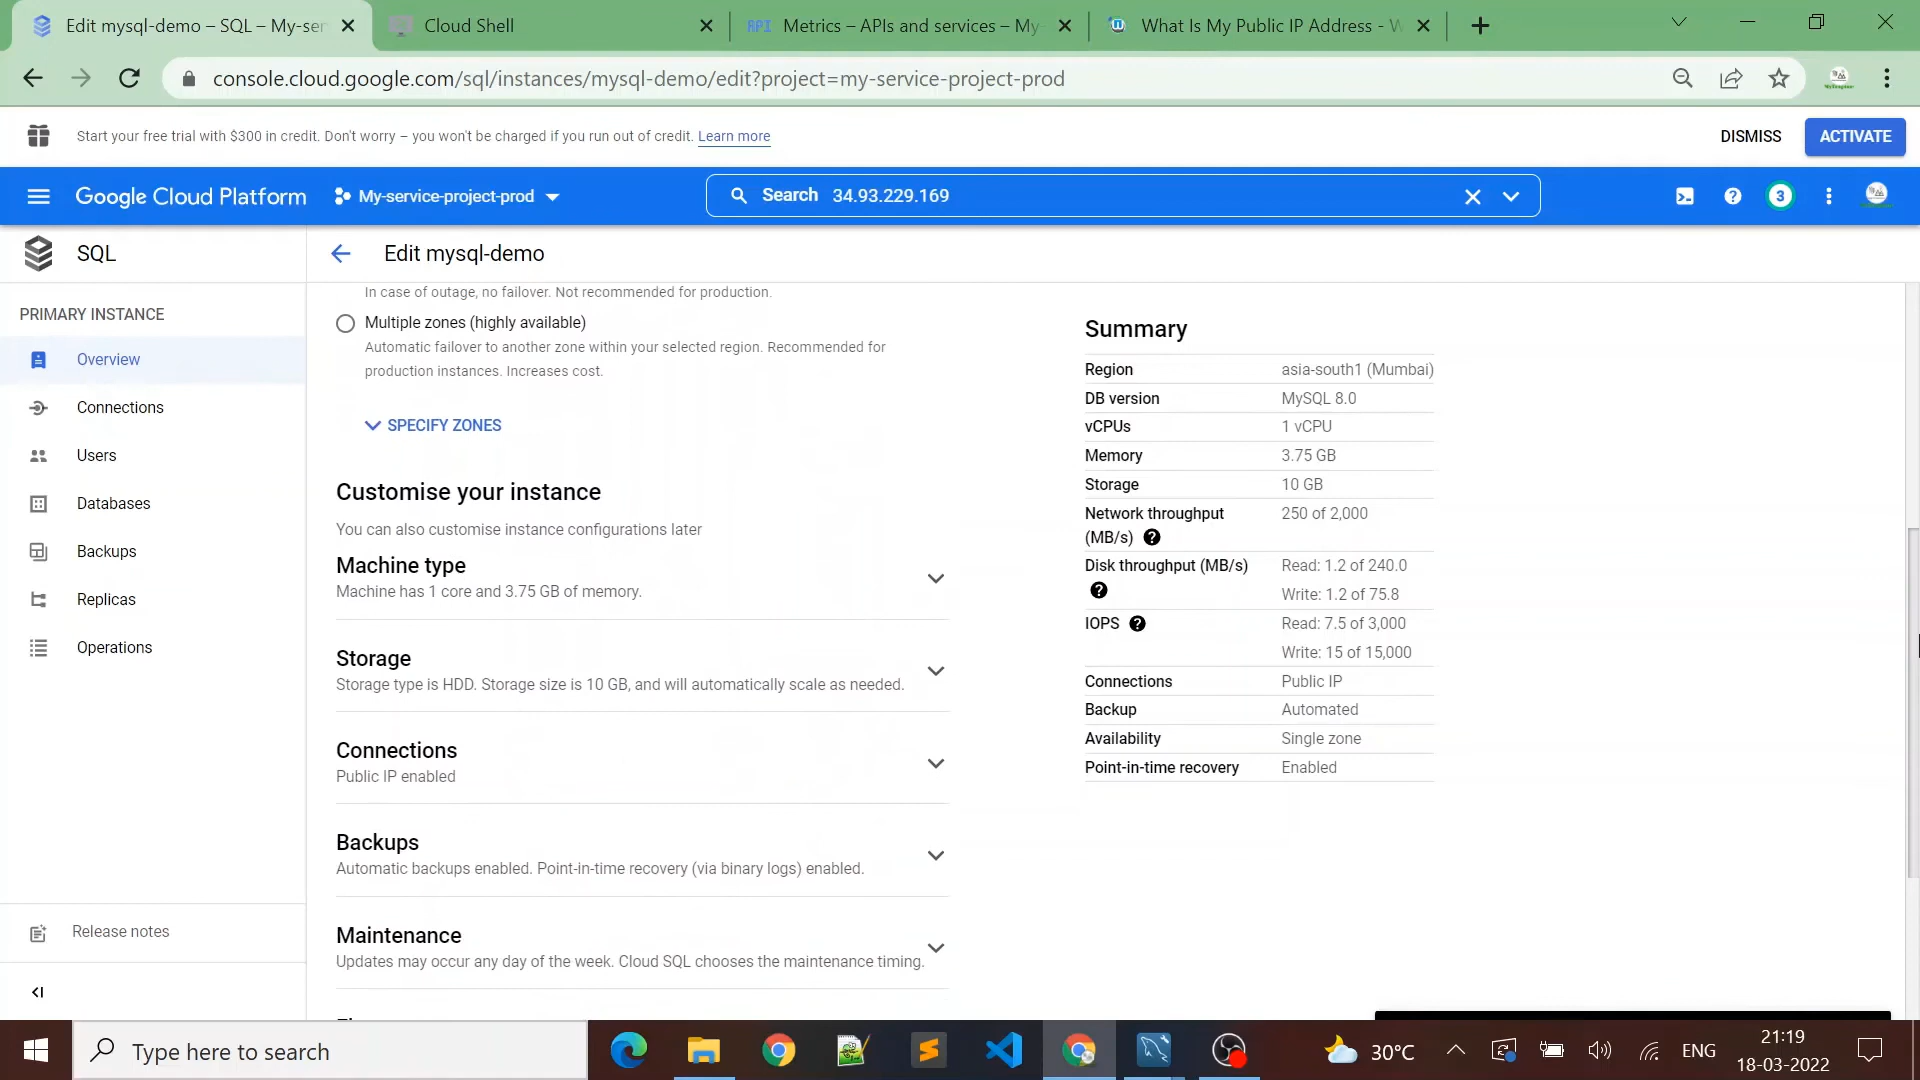 Edit mysql-demo – SQL – My-ser
Cloud Shell
API Metrics – APIs and services – My-
What Is My Public IP Address - W
console.cloud.google.com/sql/instances/mysql-demo/edit?project=my-service-project-prod
Start your free trial with $300 in credit. Don't worry – you won't be charged if you run out of credit. Learn more
DISMISS
ACTIVATE
Google Cloud Platform
My-service-project-prod
Search 34.93.229.169
3
SQL
Edit mysql-demo
PRIMARY INSTANCE
Overview
Connections
Users
Databases
Backups
Replicas
Operations
Release notes
In case of outage, no failover. Not recommended for production.
Multiple zones (highly available)
Automatic failover to another zone within your selected region. Recommended for
production instances. Increases cost.
SPECIFY ZONES
Customise your instance
You can also customise instance configurations later
Machine type
Machine has 1 core and 3.75 GB of memory.
Storage
Storage type is HDD. Storage size is 10 GB, and will automatically scale as needed.
Connections
Public IP enabled
Backups
Automatic backups enabled. Point-in-time recovery (via binary logs) enabled.
Maintenance
Updates may occur any day of the week. Cloud SQL chooses the maintenance timing.
Summary
Region asia-south1 (Mumbai)
DB version MySQL 8.0
vCPUs 1 vCPU
Memory 3.75 GB
Storage 10 GB
Network throughput 250 of 2,000
(MB/s)
Disk throughput (MB/s) Read: 1.2 of 240.0
Write: 1.2 of 75.8
IOPS Read: 7.5 of 3,000
Write: 15 of 15,000
Connections Public IP
Backup Automated
Availability Single zone
Point-in-time recovery Enabled
Type here to search
30°C
ENG
21:19
18-03-2022